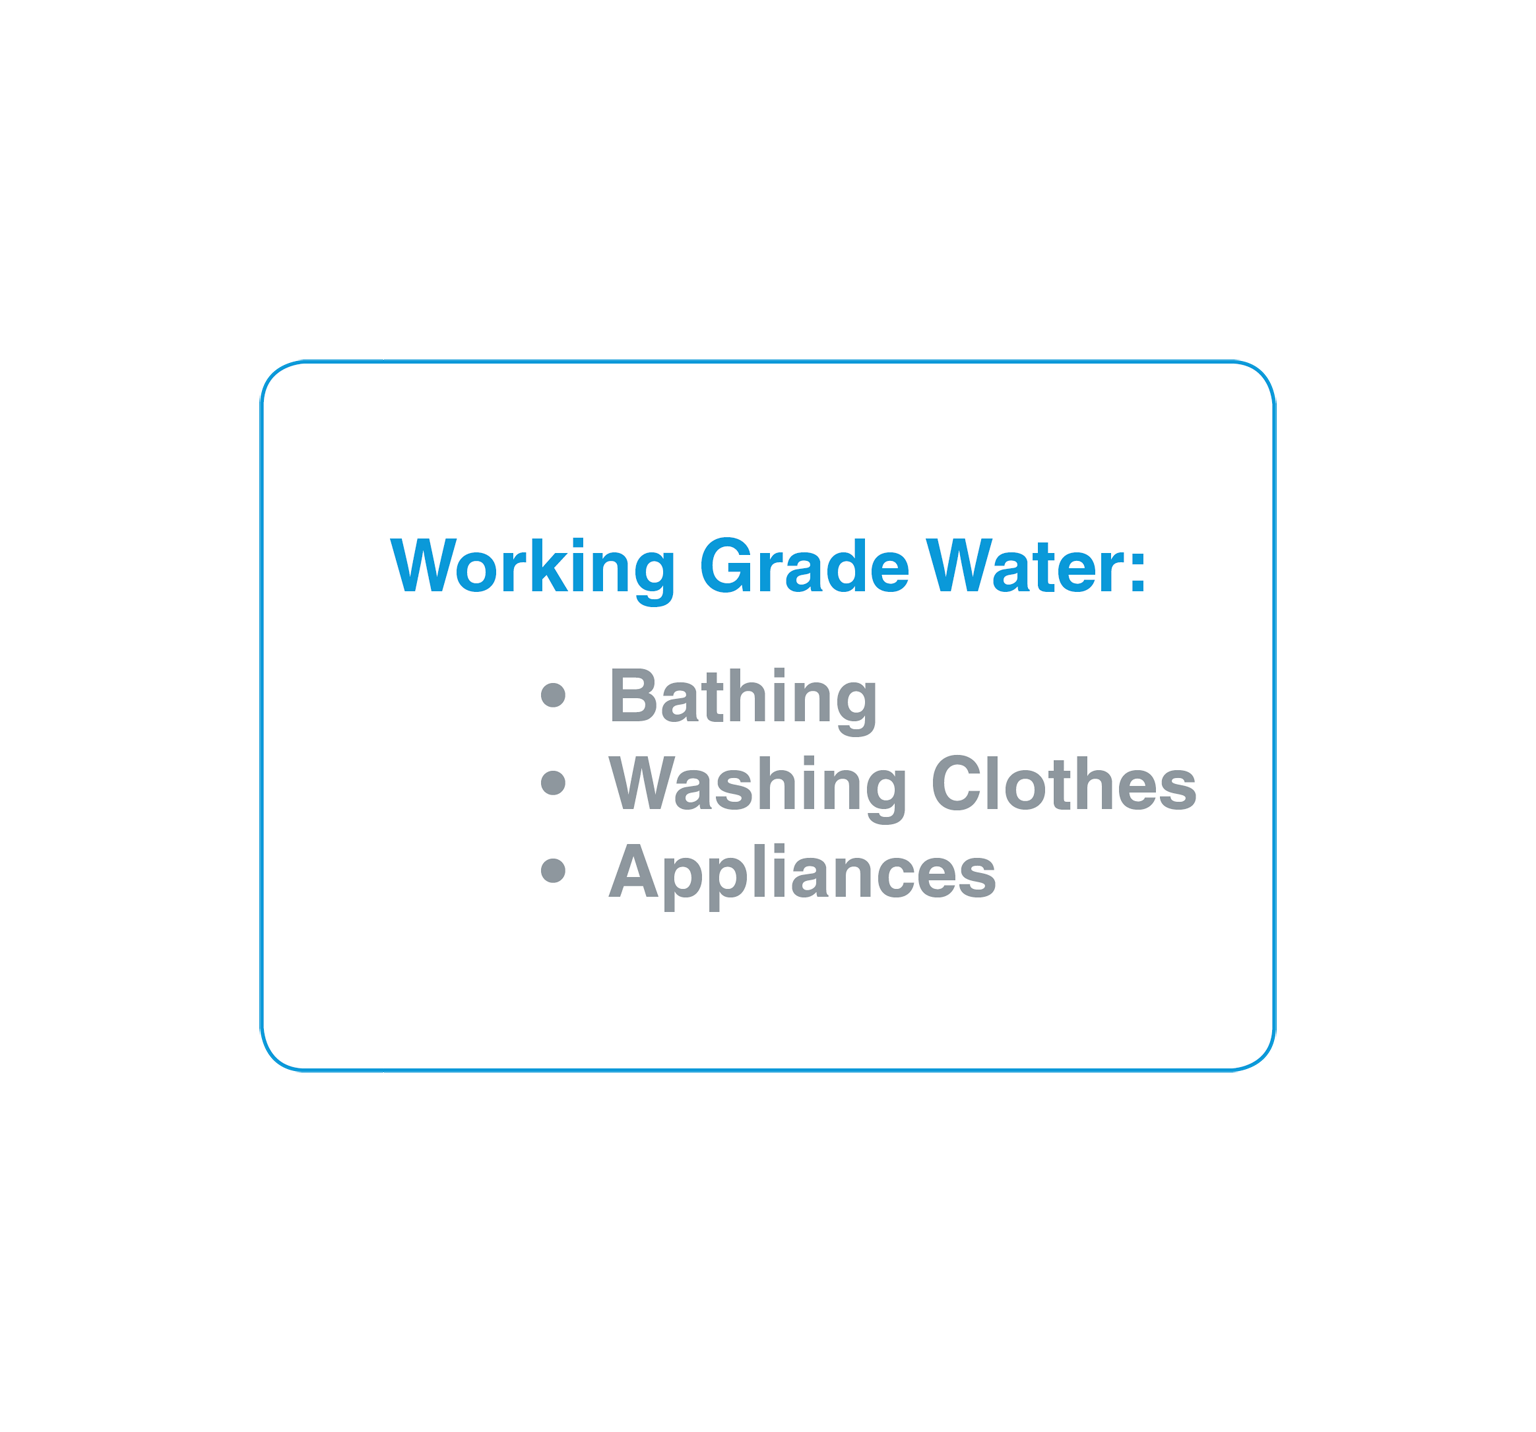 Working Grade Water:
• Bathing
• Washing Clothes
• Appliances